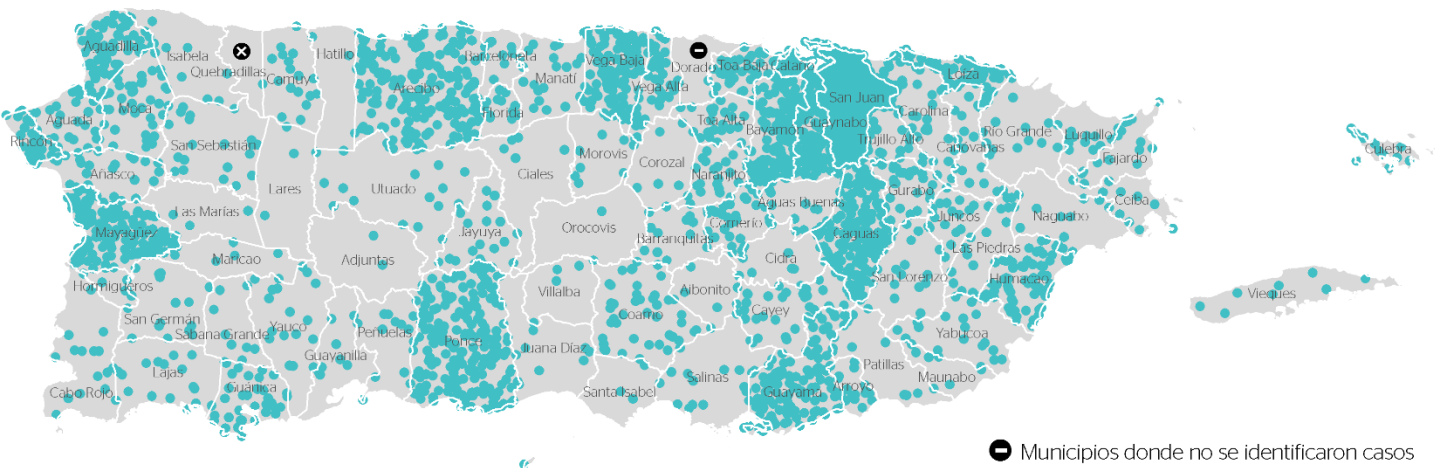 Aguadilla
Isabela
Quebradillas
Camuy
Hatillo
Arecibo
Barceloneta
Manatí
Vega Baja
Vega Alta
Dorado
Toa Baja
Cataño
San Juan
Loíza
Moca
Aguada
Rincón
Florida
Toa Alta
Bayamón
Guaynabo
Carolina
Trujillo Alto
Canóvanas
Río Grande
Luquillo
Fajardo
Culebra
San Sebastián
Añasco
Lares
Utuado
Ciales
Morovis
Corozal
Naranjito
Las Marías
Mayagüez
Maricao
Adjuntas
Jayuya
Orocovis
Barranquitas
Comerío
Aguas Buenas
Caguas
Gurabo
Juncos
Naguabo
Ceiba
Cidra
Las Piedras
San Lorenzo
Humacao
Hormigueros
San Germán
Sabana Grande
Yauco
Guayanilla
Peñuelas
Ponce
Villalba
Juana Díaz
Coamo
Aibonito
Cayey
Yabucoa
Vieques
Cabo Rojo
Lajas
Guánica
Santa Isabel
Salinas
Guayama
Arroyo
Patillas
Maunabo
Municipios donde no se identificaron casos